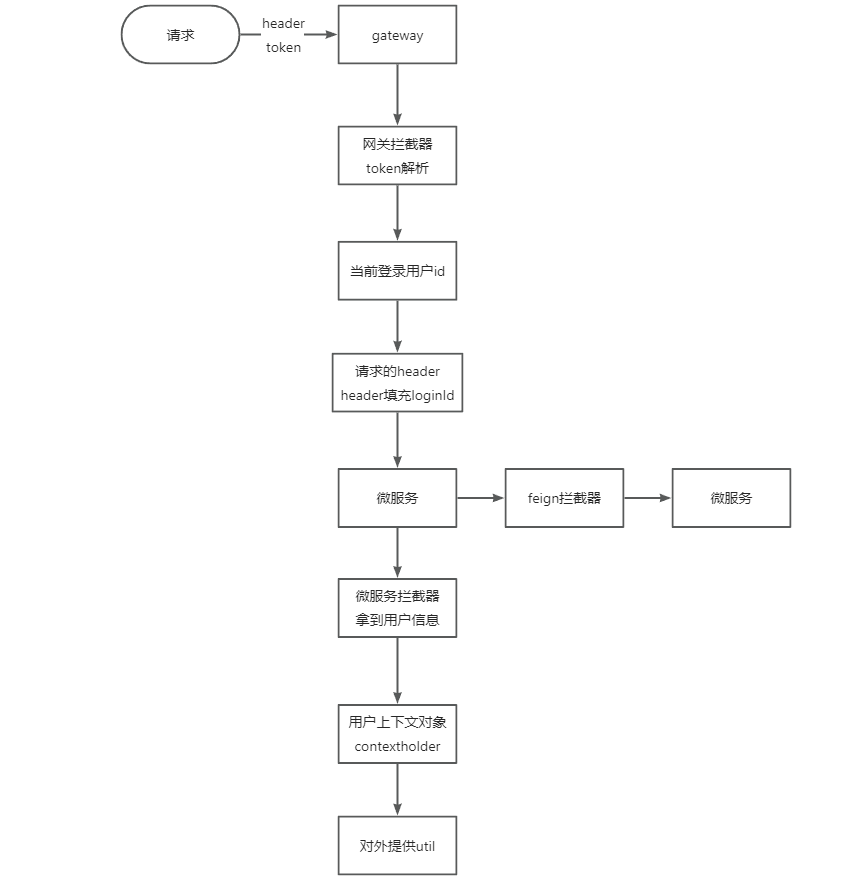 请求
header
token
gateway
网关拦截器
token解析
当前登录用户id
请求的header
header填充loginId
微服务
feign拦截器
微服务
微服务拦截器
拿到用户信息
用户上下文对象
contextholder
对外提供util